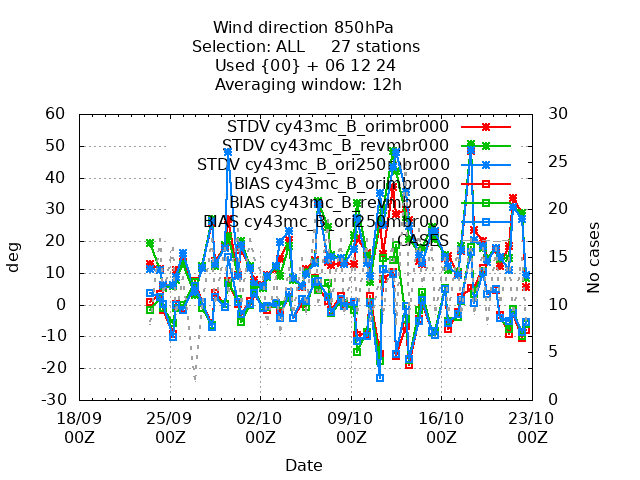 Wind direction 850hPa
Selection: ALL 27 stations
Used {00} + 06 12 24
Averaging window: 12h
60
50
40
30
20
10
0
-10
-20
-30
deg
30
25
20
15
10
5
0
No cases
STDV cy43mc_B_orimbr000
STDV cy43mc_B_revmbr000
STDV cy43mc_B_ori250mbr000
BIAS cy43mc_B_orimbr000
BIAS cy43mc_B_revmbr000
BIAS cy43mc_B_ori250mbr000
CASES
18/09 25/09 02/10 09/10 16/10 23/10
00Z 00Z 00Z 00Z 00Z 00Z
Date